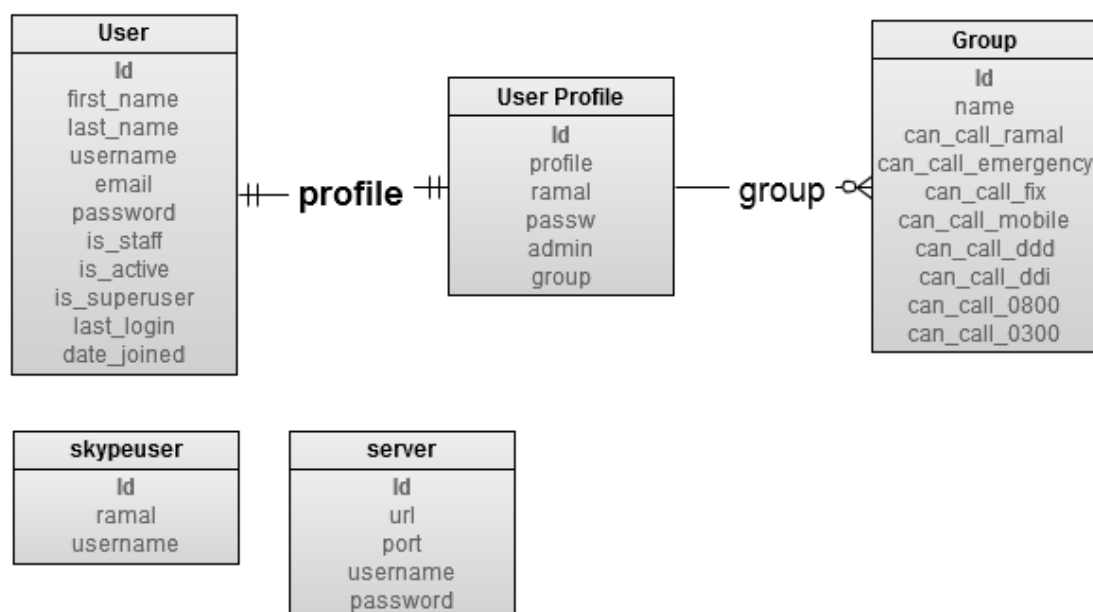 User
Id
first_name
last_name
username
email
password
is_staff
is_active
is_superuser
last_login
date_joined
profile
User Profile
Id
profile
ramal
passw
admin
group
group
Group
Id
name
can_call_ramal
can_call_emergency
can_call_fix
can_call_mobile
can_call_ddd
can_call_ddi
can_call_0800
can_call_0300
skypeuser
Id
ramal
username
server
Id
url
port
username
password